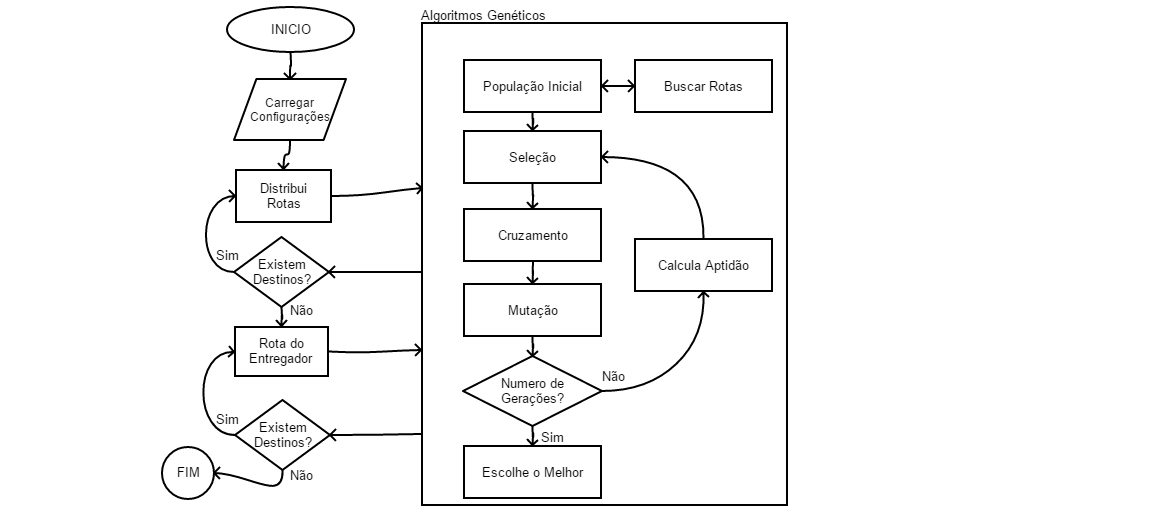 INICIO
Carregar
Configurações
Distribui
Rotas
Sim
Existem
Destinos?
Não
Rota do
Entregador
Sim
Existem
Destinos?
Não
FIM
Algoritmos Genéticos
População Inicial
Buscar Rotas
Seleção
Cruzamento
Calcula Aptidão
Mutação
Numero de
Gerações?
Não
Sim
Escolhe o Melhor